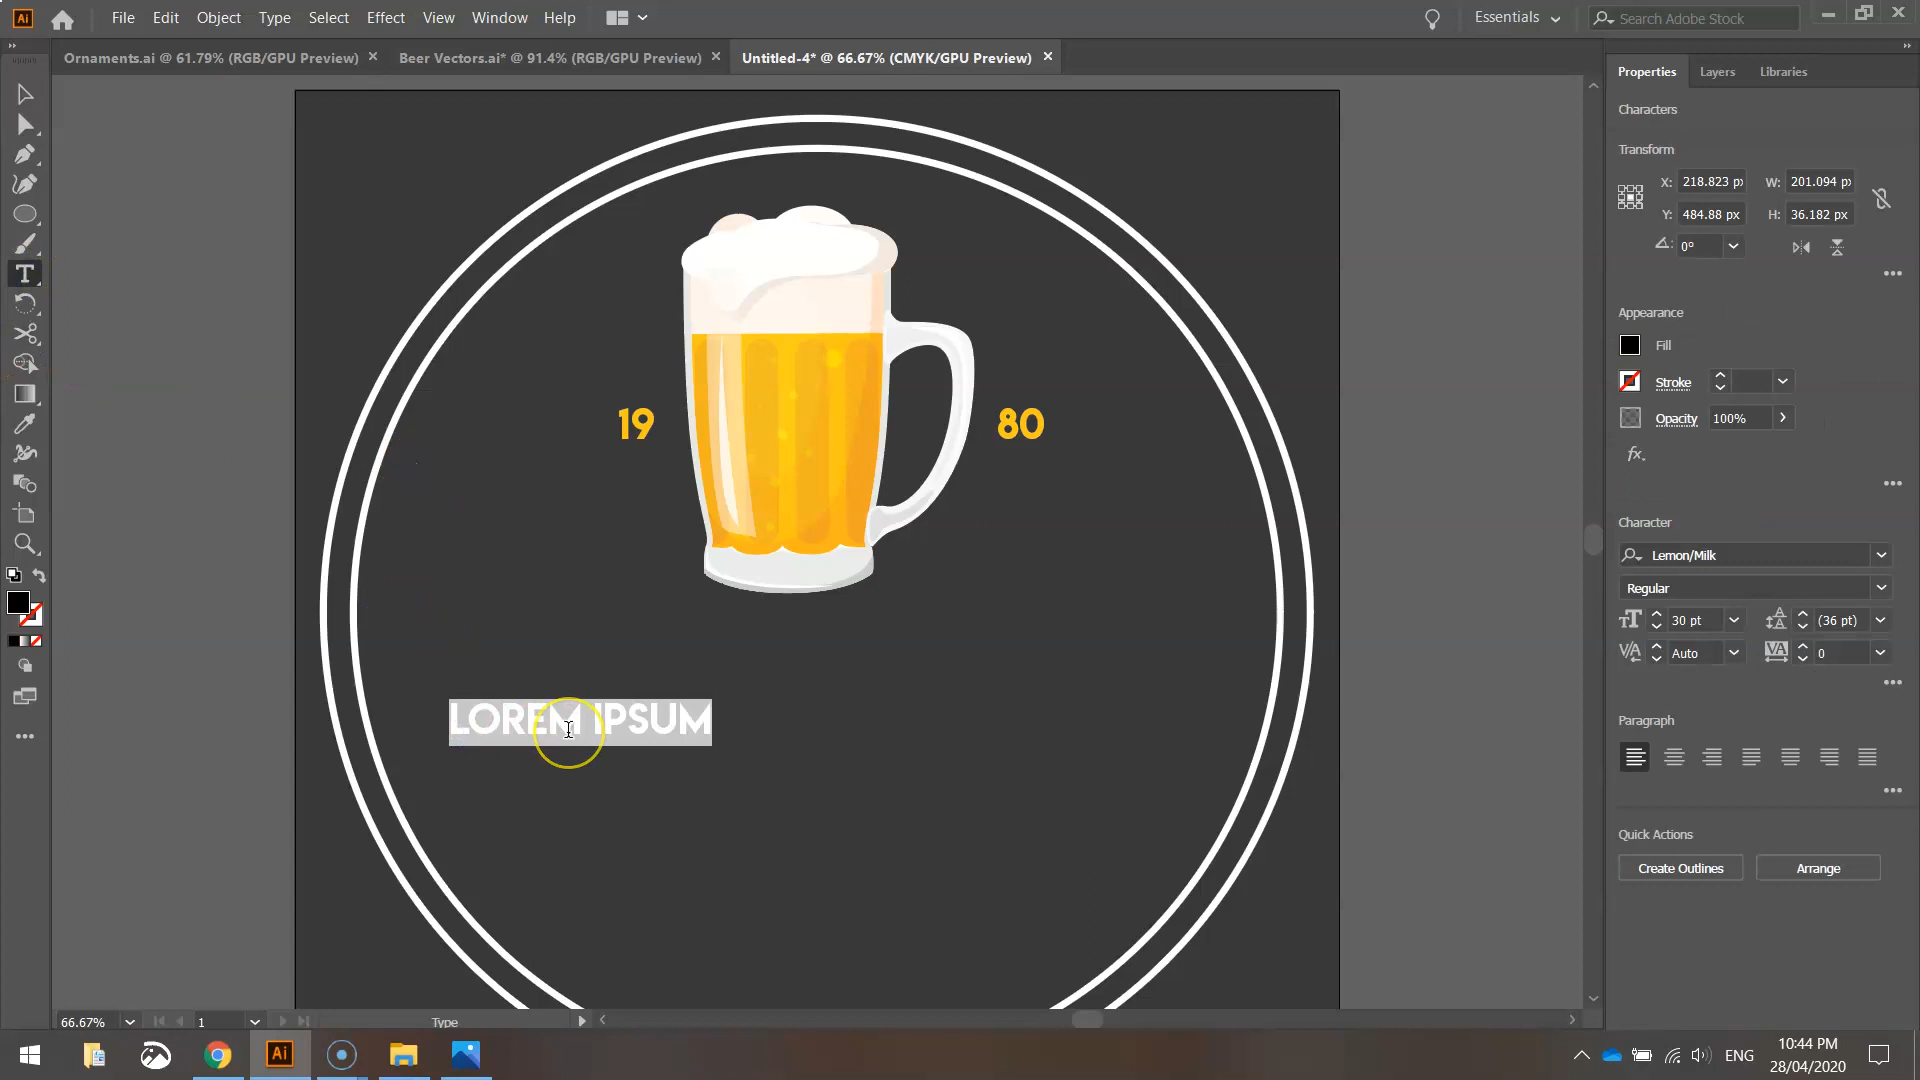 Ai File Edit Object Type Select Effect View Window Help Essentials Search Adobe Stock
Ornaments.ai @ 61.79% (RGB/GPU Preview) Beer Vectors.ai* @ 91.4% (RGB/GPU Preview) Untitled-4* @ 66.67% (CMYK/GPU Preview)
Properties Layers Libraries
Characters
Transform
X: 218.823 px W: 201.094 px
Y: 484.88 px H: 36.182 px
0°
Appearance
Fill
Stroke
Opacity 100%
fx.
19 80
Character
Lemon/Milk
Regular
30 pt (36 pt)
Auto 0
LOREM IPSUM
Paragraph
Quick Actions
Create Outlines Arrange
66.67% 1 Type
Ai ENG 10:44 PM
28/04/2020